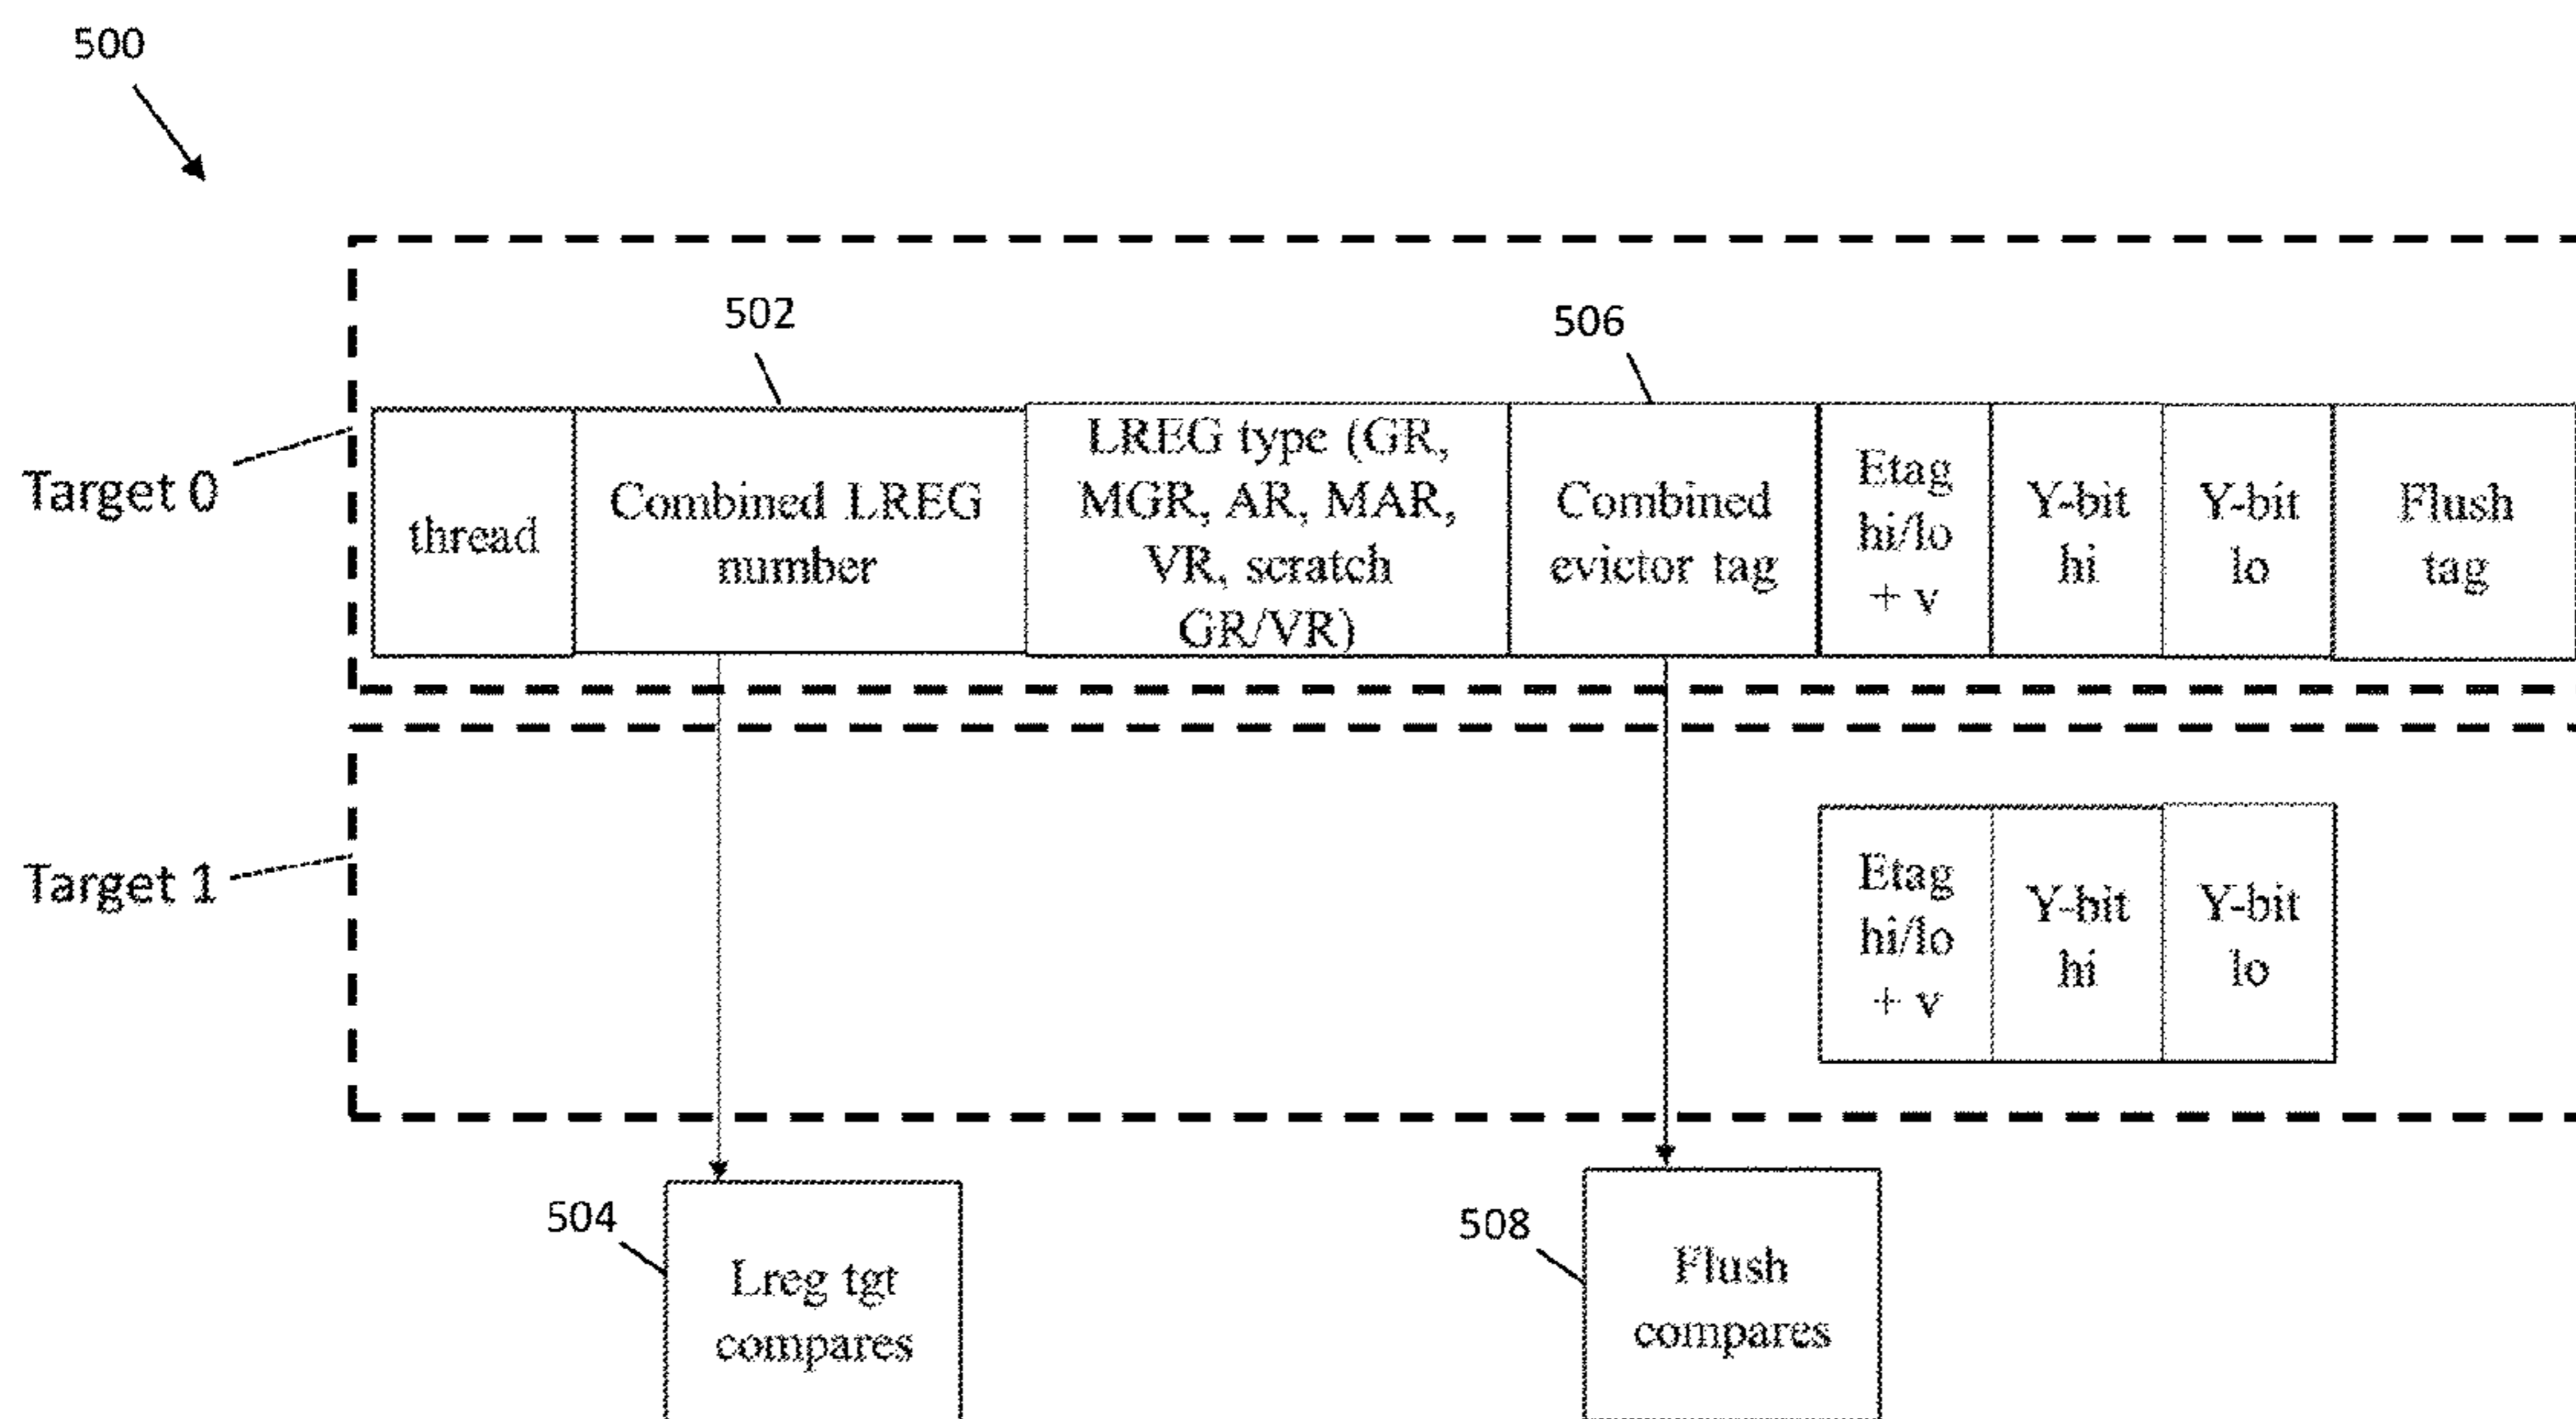 500
502
506
Target 0
thread
Combined LREG
number
LREG type (GR,
MGR, AR, MAR,
VR, scratch
GR/VR)
Combined
evictor tag
Etag
hi/lo
+ v
Y-bit
hi
Y-bit
lo
Flush
tag
Target 1
Etag
hi/lo
+ v
Y-bit
hi
Y-bit
lo
504
Lreg tgt
compares
508
Flush
compares